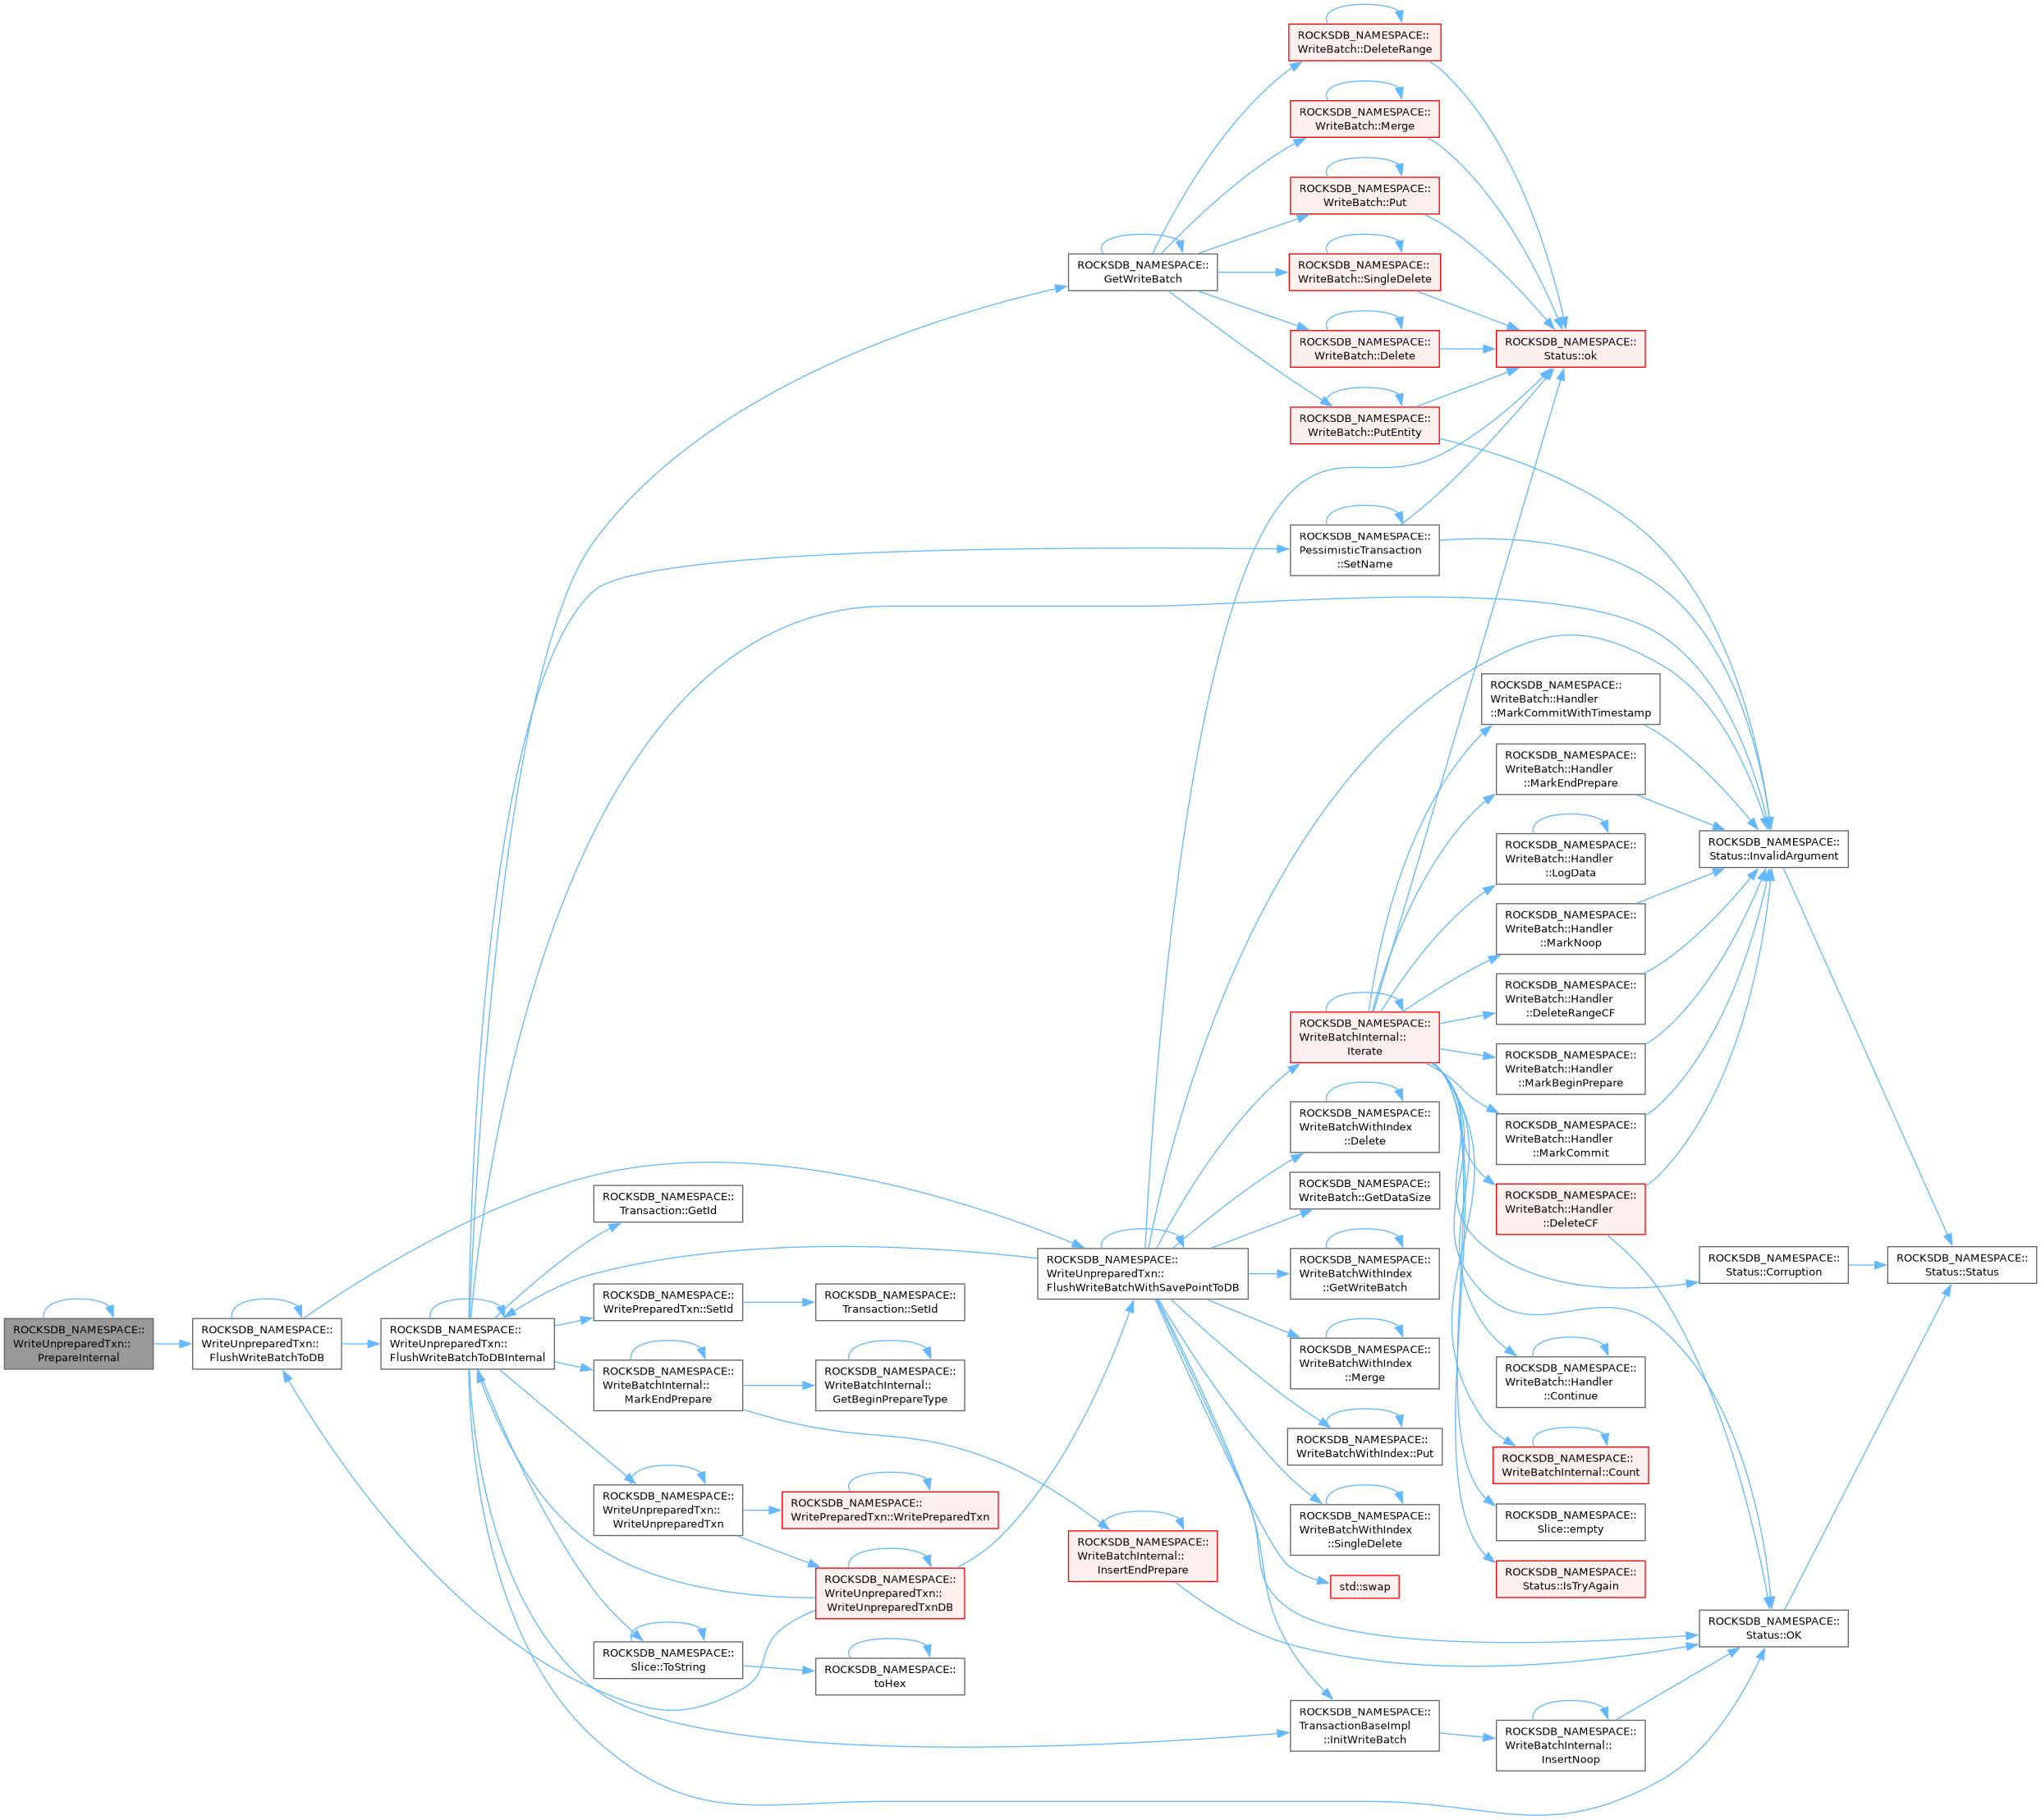 ROCKSDB_NAMESPACE::
WriteUnpreparedTxn::
PrepareInternal
ROCKSDB_NAMESPACE::
WriteUnpreparedTxn::
FlushWriteBatchToDB
ROCKSDB_NAMESPACE::
WriteUnpreparedTxn::
FlushWriteBatchToDBInternal
ROCKSDB_NAMESPACE::
Transaction::GetId
ROCKSDB_NAMESPACE::
WritePreparedTxn::SetId
ROCKSDB_NAMESPACE::
WriteBatchInternal::
MarkEndPrepare
ROCKSDB_NAMESPACE::
WriteUnpreparedTxn::
WriteUnpreparedTxn
ROCKSDB_NAMESPACE::
Slice::ToString
ROCKSDB_NAMESPACE::
Transaction::SetId
ROCKSDB_NAMESPACE::
WriteBatchInternal::
GetBeginPrepareType
ROCKSDB_NAMESPACE::
WritePreparedTxn::WritePreparedTxn
ROCKSDB_NAMESPACE::
WriteUnpreparedTxn::
WriteUnpreparedTxnDB
ROCKSDB_NAMESPACE::
toHex
ROCKSDB_NAMESPACE::
GetWriteBatch
ROCKSDB_NAMESPACE::
WriteUnpreparedTxn::
FlushWriteBatchWithSavePointToDB
ROCKSDB_NAMESPACE::
WriteBatchInternal::
InsertEndPrepare
ROCKSDB_NAMESPACE::
WriteBatch::DeleteRange
ROCKSDB_NAMESPACE::
WriteBatch::Merge
ROCKSDB_NAMESPACE::
WriteBatch::Put
ROCKSDB_NAMESPACE::
WriteBatch::SingleDelete
ROCKSDB_NAMESPACE::
WriteBatch::Delete
ROCKSDB_NAMESPACE::
WriteBatch::PutEntity
ROCKSDB_NAMESPACE::
PessimisticTransaction
::SetName
ROCKSDB_NAMESPACE::
WriteBatchInternal::
Iterate
ROCKSDB_NAMESPACE::
WriteBatchWithIndex
::Delete
ROCKSDB_NAMESPACE::
WriteBatch::GetDataSize
ROCKSDB_NAMESPACE::
WriteBatchWithIndex
::GetWriteBatch
ROCKSDB_NAMESPACE::
WriteBatchWithIndex
::Merge
ROCKSDB_NAMESPACE::
WriteBatchWithIndex::Put
ROCKSDB_NAMESPACE::
WriteBatchWithIndex
::SingleDelete
std::swap
ROCKSDB_NAMESPACE::
TransactionBaseImpl
::InitWriteBatch
ROCKSDB_NAMESPACE::
Status::ok
ROCKSDB_NAMESPACE::
WriteBatch::Handler
::MarkCommitWithTimestamp
ROCKSDB_NAMESPACE::
WriteBatch::Handler
::MarkEndPrepare
ROCKSDB_NAMESPACE::
WriteBatch::Handler
::LogData
ROCKSDB_NAMESPACE::
WriteBatch::Handler
::MarkNoop
ROCKSDB_NAMESPACE::
WriteBatch::Handler
::DeleteRangeCF
ROCKSDB_NAMESPACE::
WriteBatch::Handler
::MarkBeginPrepare
ROCKSDB_NAMESPACE::
WriteBatch::Handler
::MarkCommit
ROCKSDB_NAMESPACE::
WriteBatch::Handler
::DeleteCF
ROCKSDB_NAMESPACE::
WriteBatch::Handler
::Continue
ROCKSDB_NAMESPACE::
WriteBatchInternal::Count
ROCKSDB_NAMESPACE::
Slice::empty
ROCKSDB_NAMESPACE::
Status::IsTryAgain
ROCKSDB_NAMESPACE::
WriteBatchInternal::
InsertNoop
ROCKSDB_NAMESPACE::
Status::InvalidArgument
ROCKSDB_NAMESPACE::
Status::Corruption
ROCKSDB_NAMESPACE::
Status::OK
ROCKSDB_NAMESPACE::
Status::Status